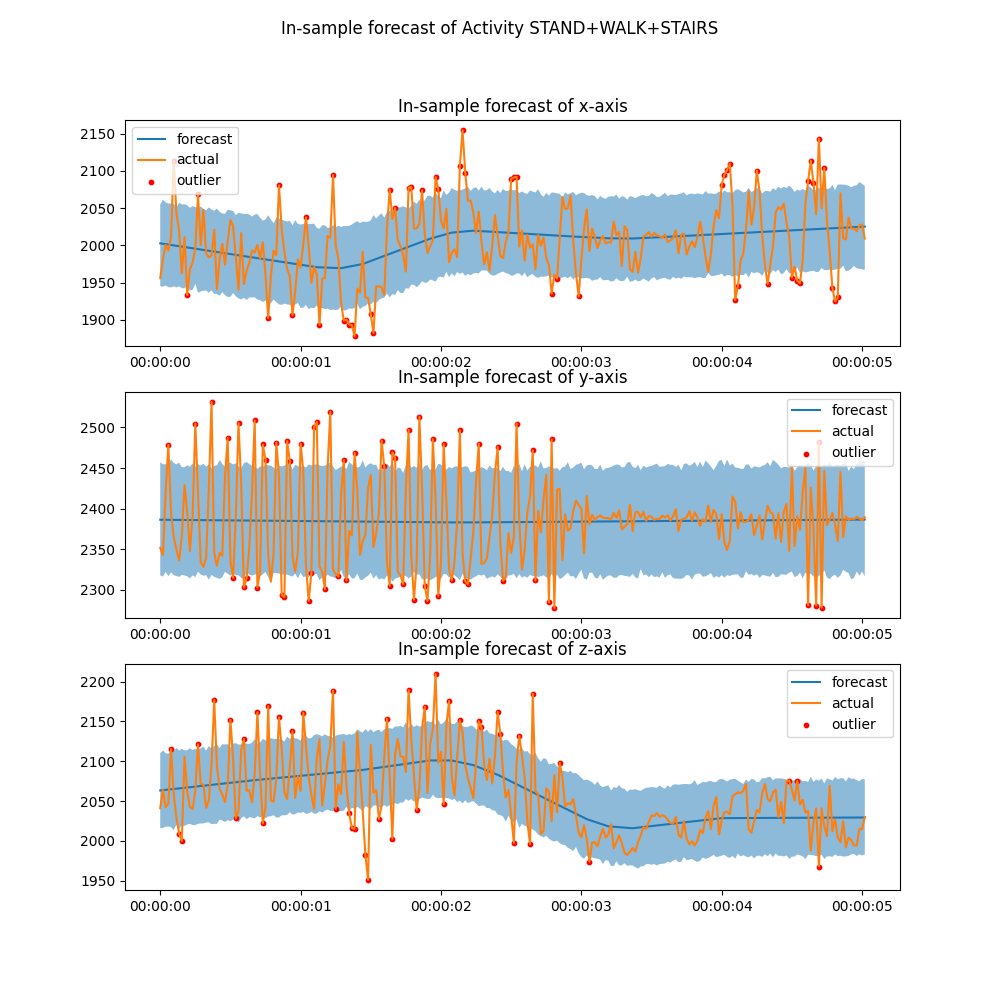 In-sample forecast of Activity STAND+WALK+STAIRS
In-sample forecast of x-axis
2150
2100
2050
2000
1950
1900
forecast
actual
outlier
00:00:00 00:00:01 00:00:02 00:00:03 00:00:04 00:00:05
In-sample forecast of y-axis
2500
2450
2400
2350
2300
forecast
actual
outlier
00:00:00 00:00:01 00:00:02 00:00:03 00:00:04 00:00:05
In-sample forecast of z-axis
2200
2150
2100
2050
2000
1950
forecast
actual
outlier
00:00:00 00:00:01 00:00:02 00:00:03 00:00:04 00:00:05